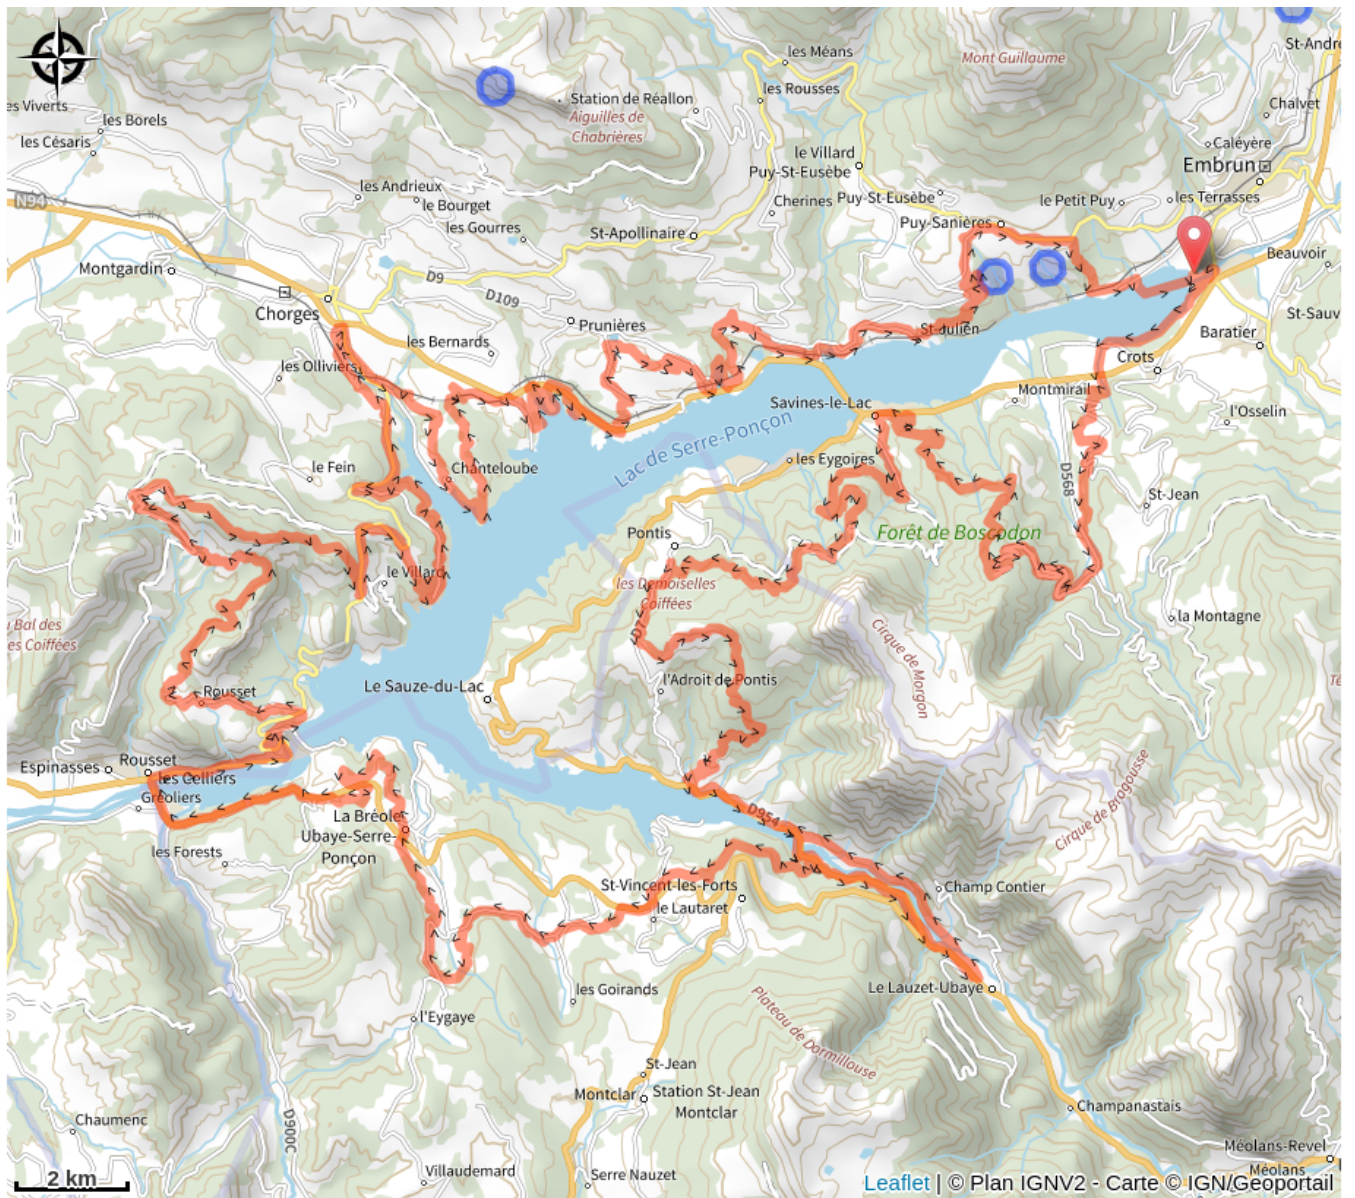 les Méans
Mont Guillaume
St-Andre
les Rousses
Station de Réallon
Aiguilles de
Chabrières
es Viverts
les Borels
les Césaris
Chalvet
Caléyère
Embrun
le Villard
Puy-St-Eusèbe
Puy-St-Eusèbe
le Petit Puy
les Terrasses
les Andrieux
le Bourget
les Gourres
Cherines
St-Apollinaire
Puy-Sanières
N94
Beauvoir
Montgardin
D9
D109
Chorges
Prunières
St-Julien
St-Sauv
Baratier
les Bernards
Crots
les Olliviers
Montmirail
Savines-le-Lac
l'Osselin
Lac de Serre-Ponçon
le Fein
Chanteloube
les Eygoires
D568
St-Jean
Pontis
Forêt de Boscodon
le Villard
les Demoiselles
Coiffées
u Bal des
es Coiffées
D7
la Montagne
Cirque de Morgon
Le Sauze-du-Lac
l'Adroit de Pontis
Rousset
Té
Espinasses
Rousset
les Celliers
Gréoliers
Cirque de Bragousse
La Bréole
Ubaye-Serre-
Ponçon
D954
les Forests
St-Vincent-les-Forts
le Lautaret
Champ Contier
Le Lauzet-Ubaye
les Goirands
Plateau de Dormillouse
l'Eygaye
St-Jean
Montclar
Station St-Jean
Montclar
Champanastais
Chaumenc
D900C
Méolans-Revel
Méolans
Villaudemard
Serre Nauzet
2 km
Leaflet | © Plan IGNV2 - Carte © IGN/Geoportail